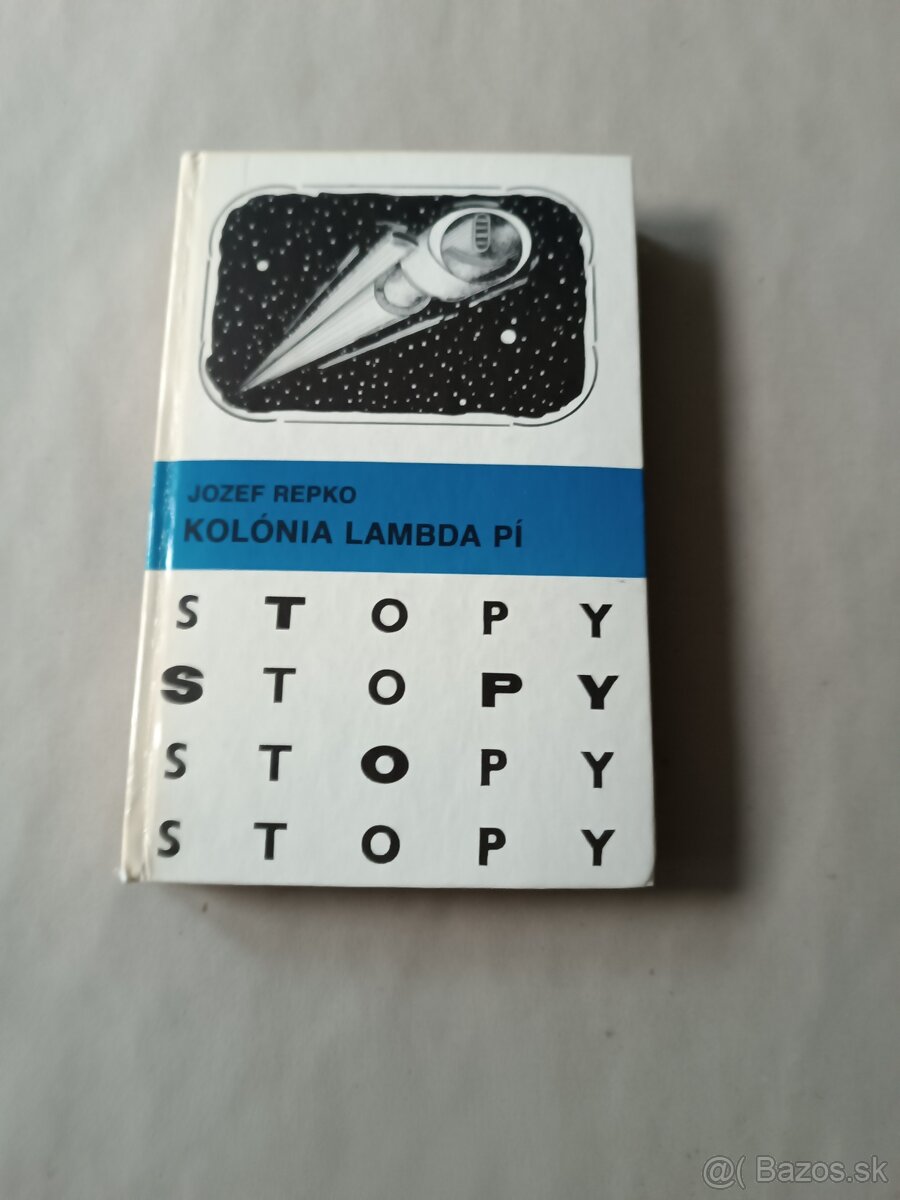 JOZEF REPKO
KOLÓNIA LAMBDA PÍ
S T O P Y
S T O P Y
S T O P Y
S T O P Y
@( Bazos.sk